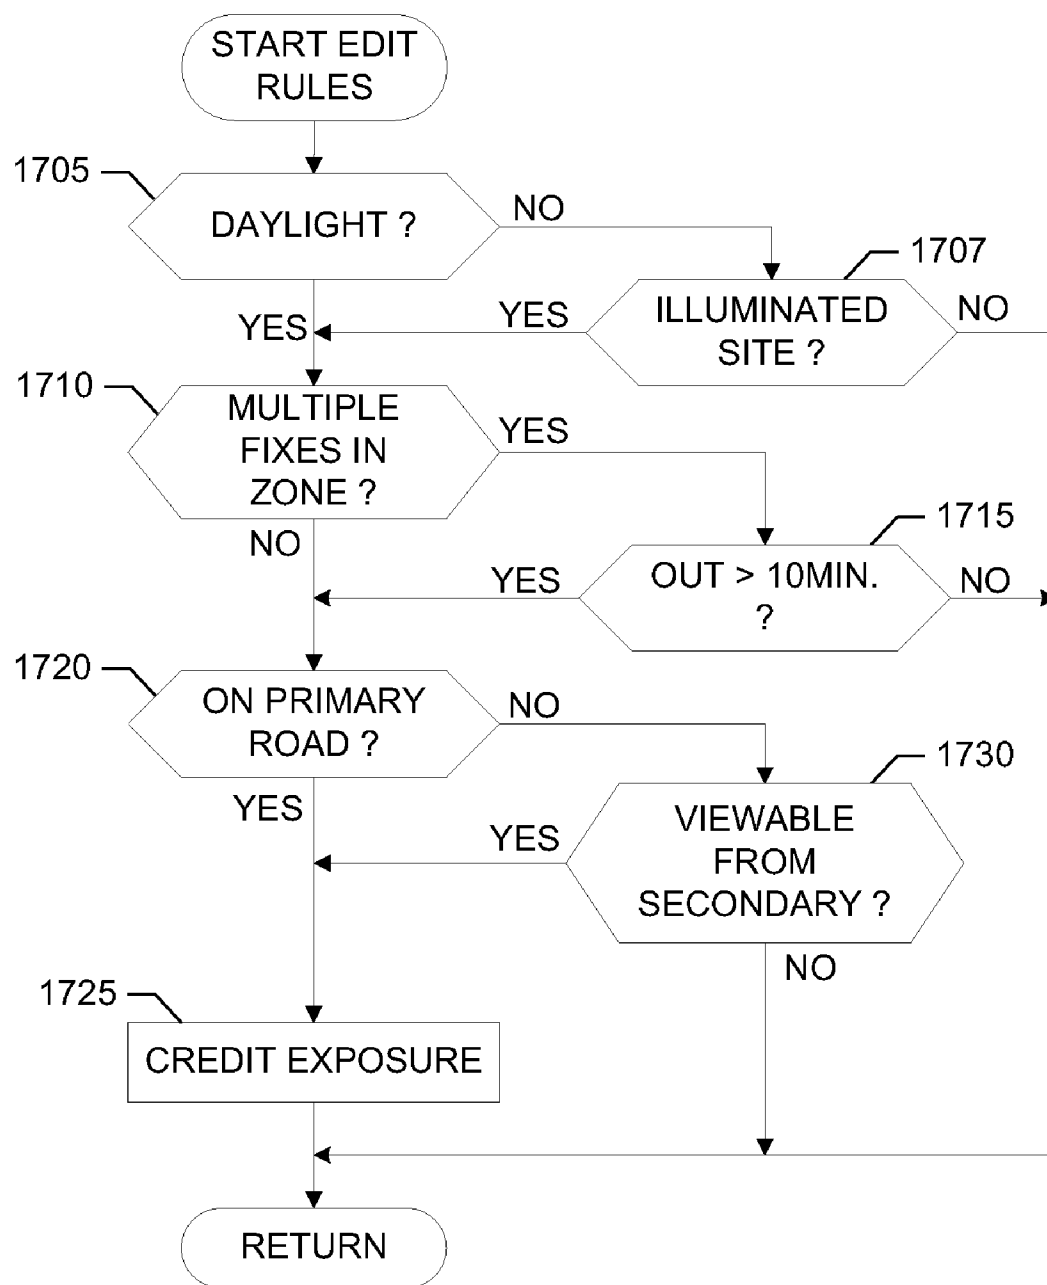 START EDIT
RULES
1705
DAYLIGHT ?
NO
1707
YES
YES
ILLUMINATED
SITE ?
NO
1710
MULTIPLE
FIXES IN
ZONE ?
YES
NO
1715
YES
OUT > 10MIN.
?
NO
1720
ON PRIMARY
ROAD ?
NO
1730
YES
YES
VIEWABLE
FROM
SECONDARY ?
NO
1725
CREDIT EXPOSURE
RETURN